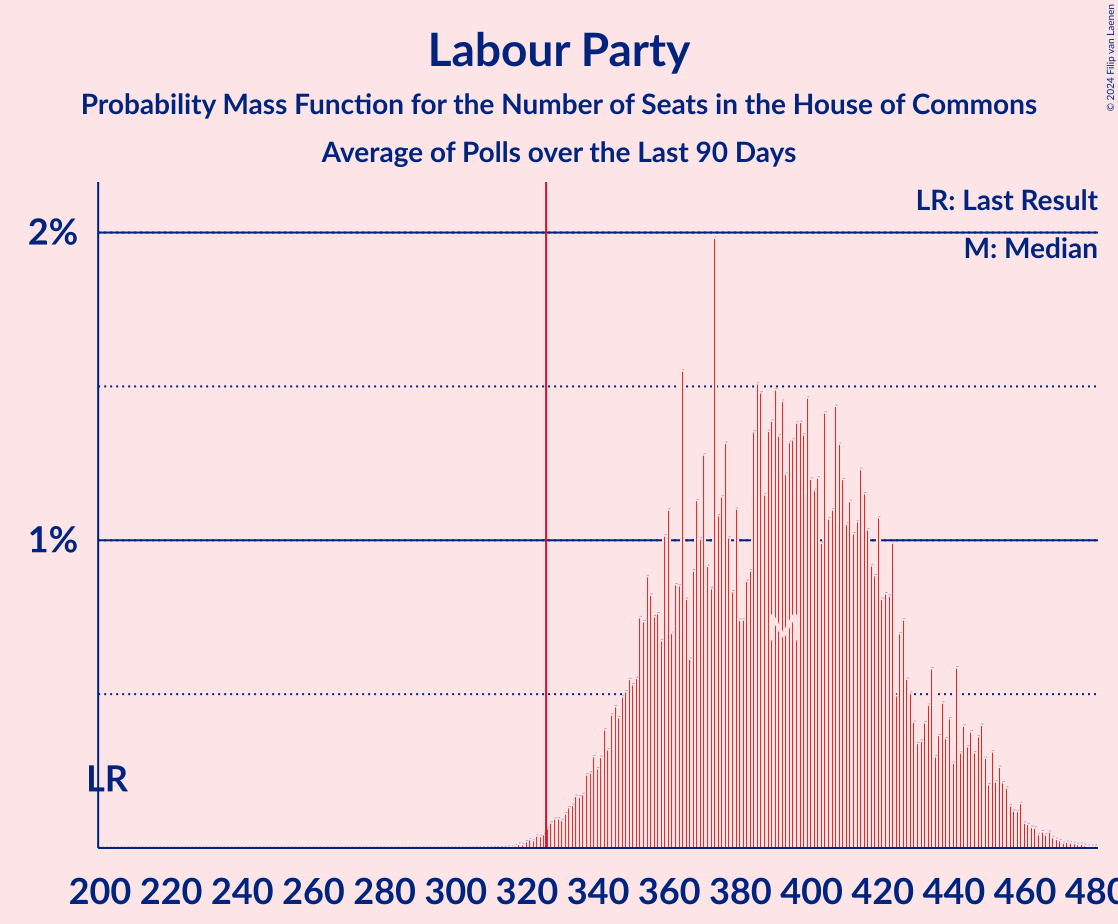 Labour Party
Probability Mass Function for the Number of Seats in the House of Commons
Average of Polls over the Last 90 Days
© 2024 Filip van Laenen
LR: Last Result
M: Median
2%
1%
LR
M
200 220 240 260 280 300 320 340 360 380 400 420 440 460 480